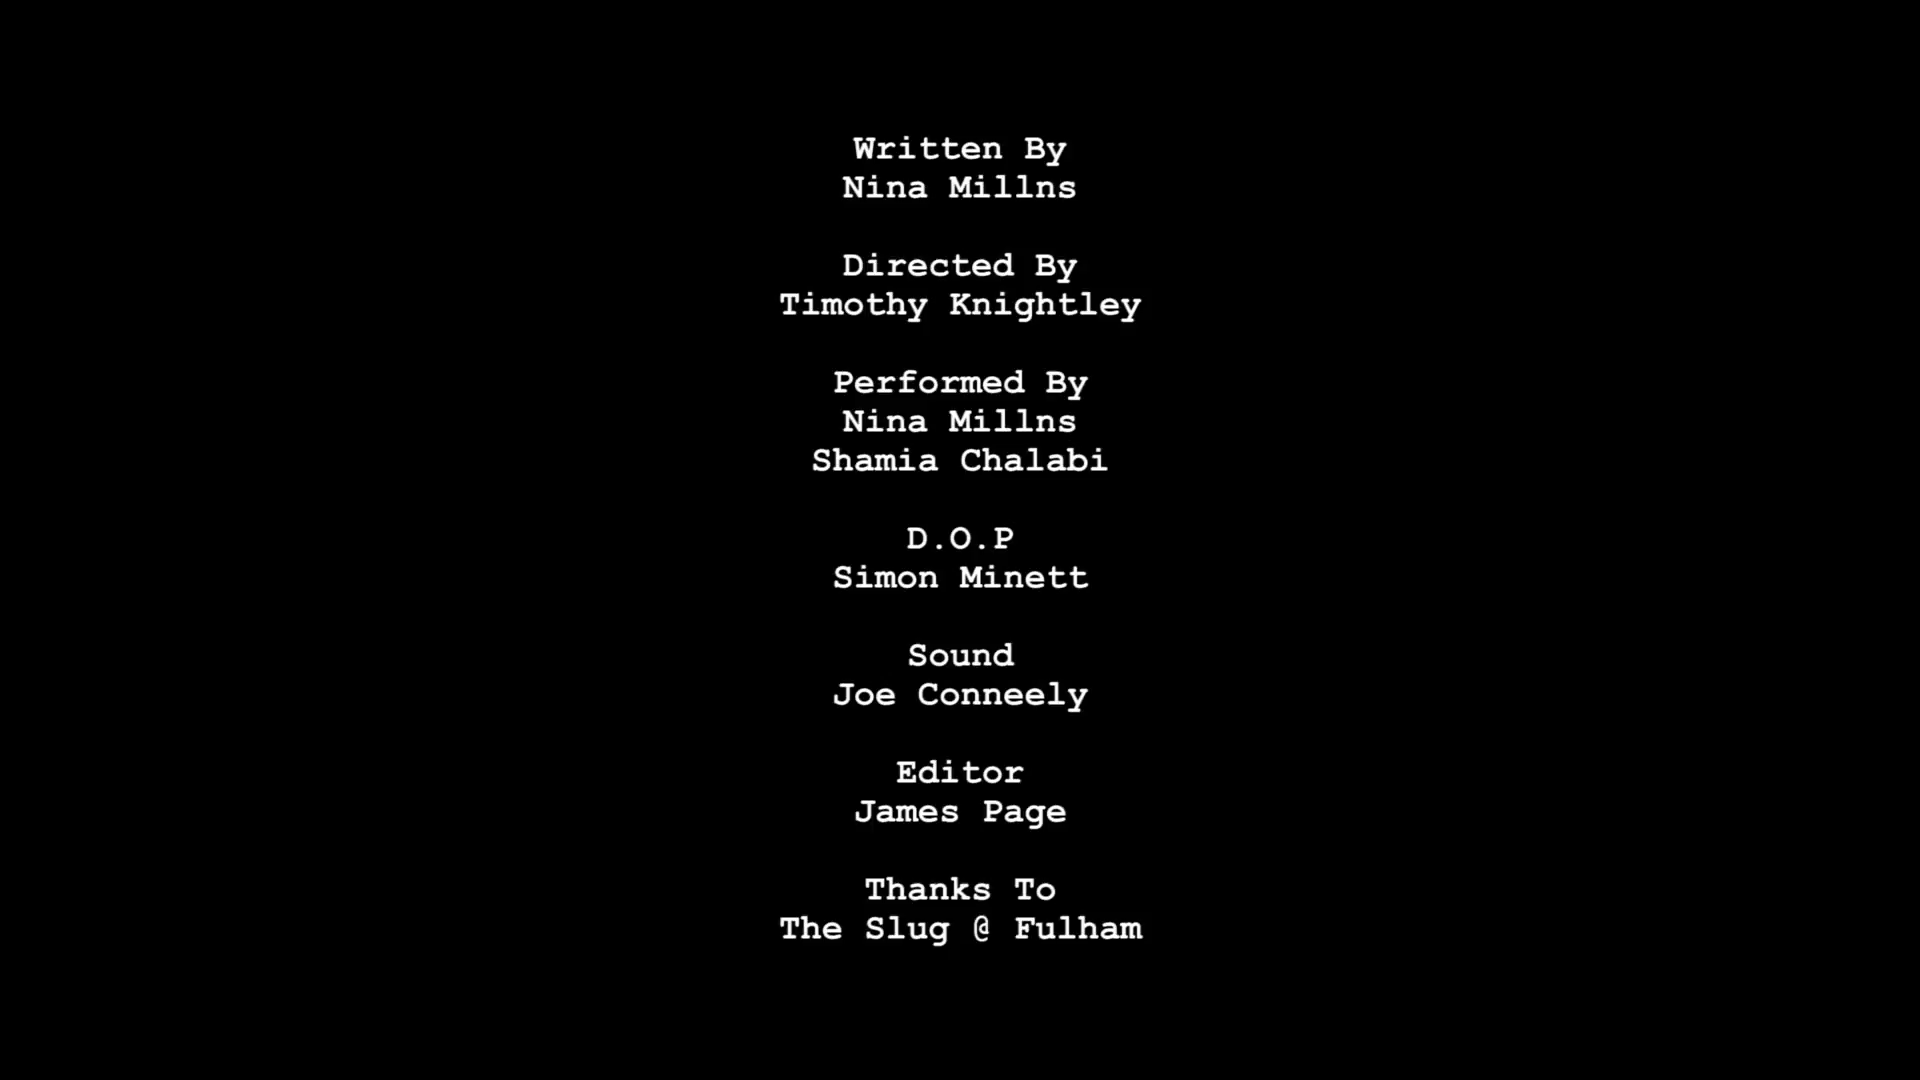 Written By
Nina Millns
Directed By
Timothy Knightley
Performed By
Nina Millns
Shamia Chalabi
D.O.P
Simon Minett
Sound
Joe Conneely
Editor
James Page
Thanks To
The Slug @ Fulham